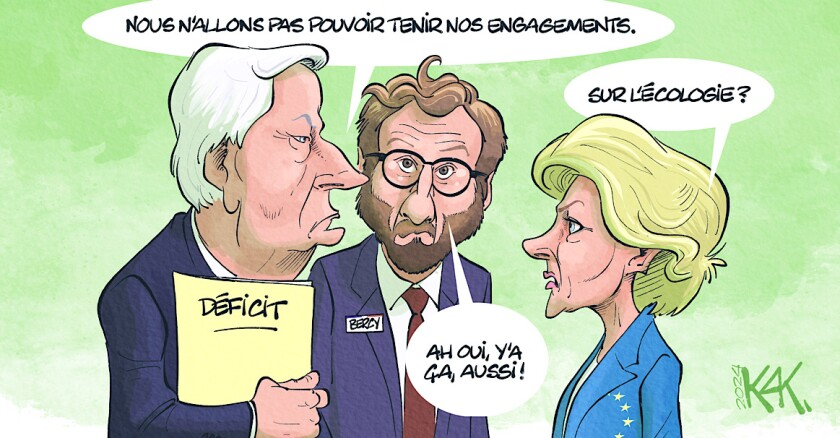 NOUS N'ALLONS PAS POUVOIR TENIR NOS ENGAGEMENTS.
SUR L'ÉCOLOGIE ?
DÉFICIT
BERCY
AH OUI, Y'A
ÇA, AUSSI !
2024 KAK.